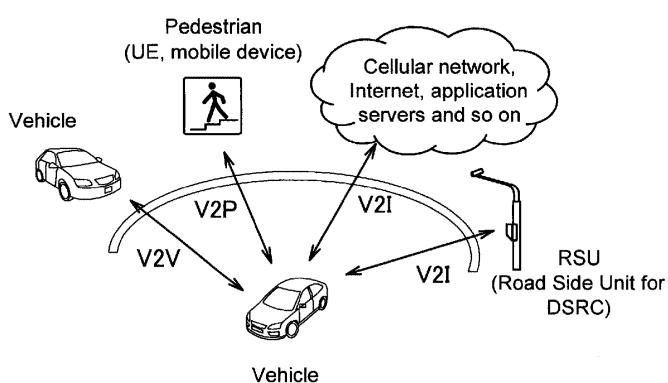 Pedestrian
(UE, mobile device)
Cellular network,
Internet, application
servers and so on
Vehicle
V2P
V2I
V2V
V2I
RSU
(Road Side Unit for
DSRC)
Vehicle